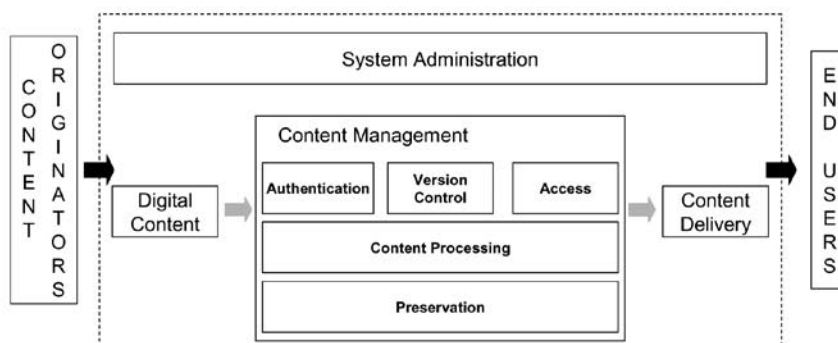 CONTENT
ORIGINATORS
System Administration
Content Management
Authentication
Version
Control
Access
Digital
Content
Content
Delivery
Content Processing
Preservation
END USERS